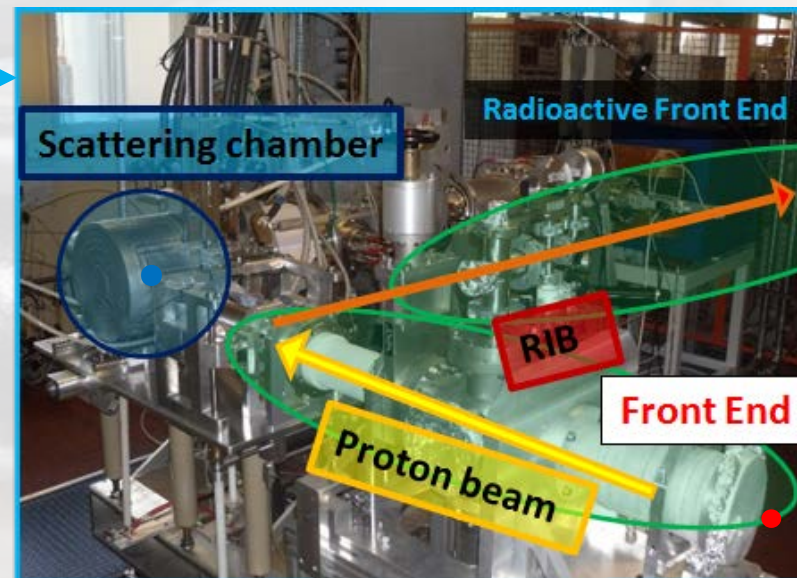 Radioactive Front End
Scattering chamber
RIB
Front End
Proton beam